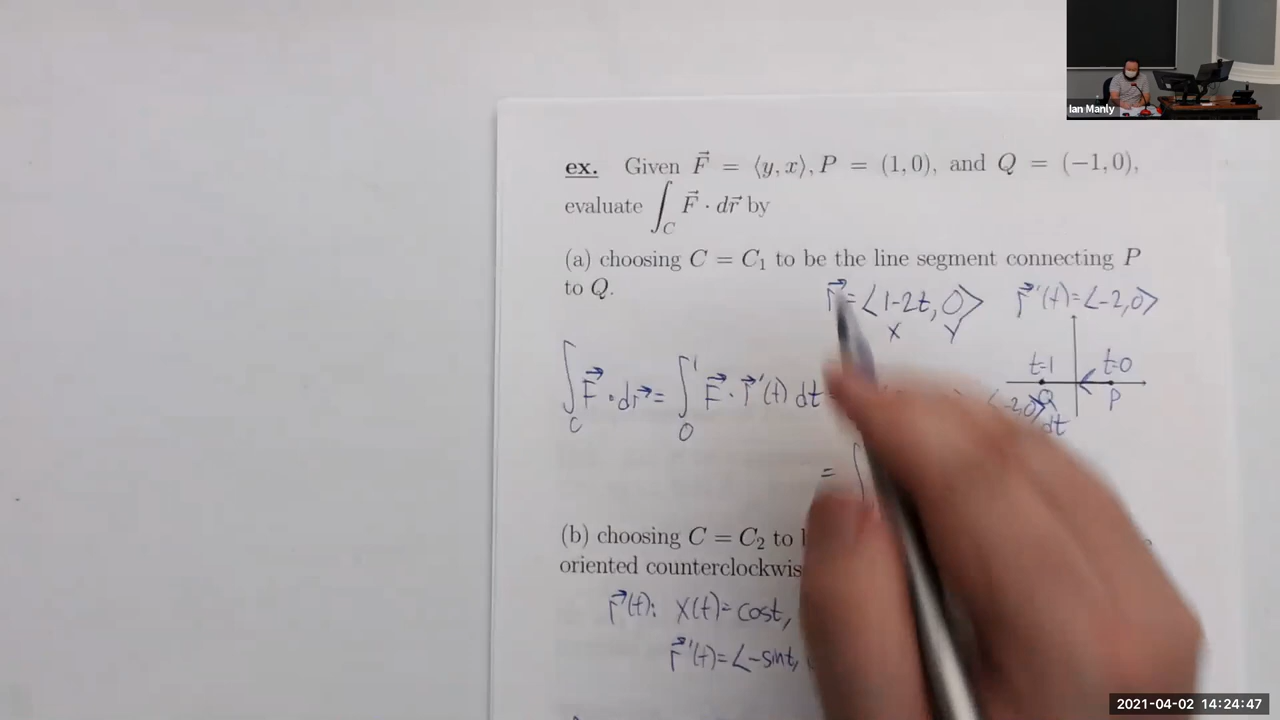 Ian Manly
ex. Given F⃗ = ⟨y, x⟩, P = (1, 0), and Q = (−1, 0),
evaluate ∫_C F⃗ · dr⃗ by
(a) choosing C = C₁ to be the line segment connecting P
to Q.
r⃗ = ⟨1-2t, 0⟩ r⃗'(t) = ⟨-2, 0⟩
x y
t=1 t=0
∫_C F⃗ · dr⃗ = ∫_0^1 F⃗ · r⃗'(t) dt
⟨-2,0⟩ Q P
dt
= ∫
(b) choosing C = C₂ to
oriented
r⃗(t): x(t) = cost,
r⃗'(t) = ⟨-sint,
2021-04-02 14:24:47